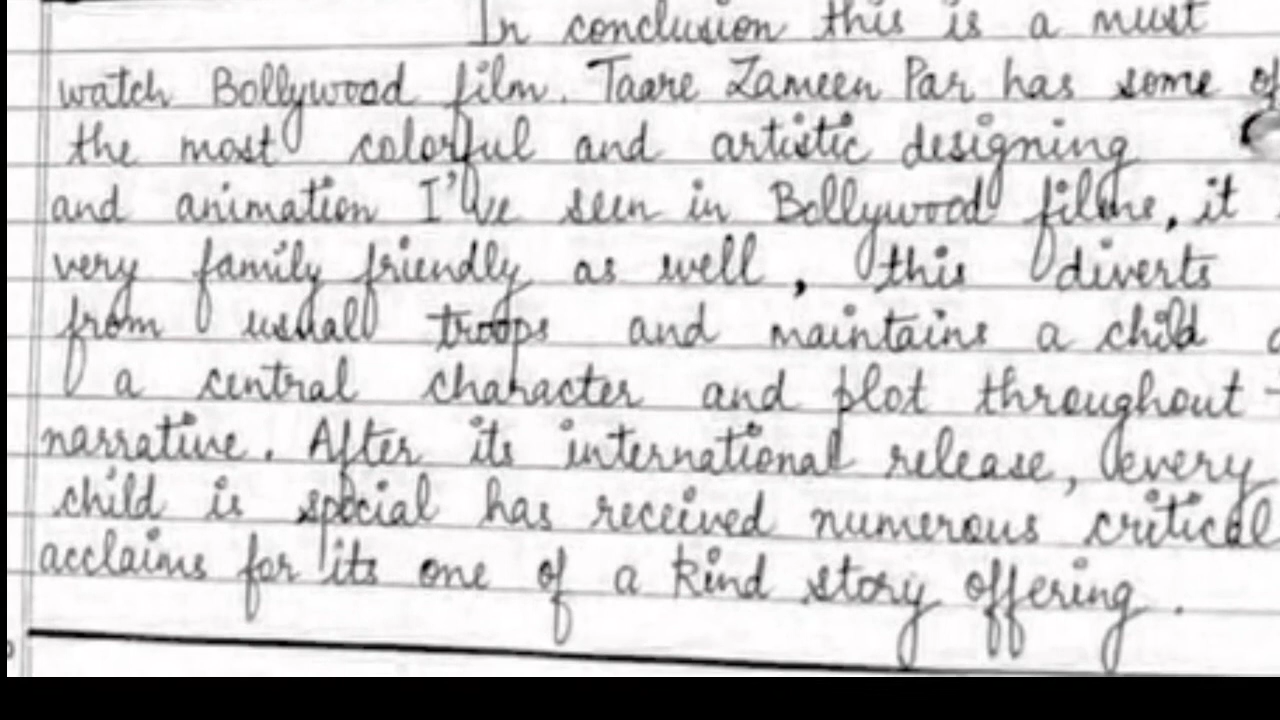 In conclusion this is a must
watch Bollywood film. Taare Zameen Par has some of
the most colorful and artistic designing
and animation I've seen in Bollywood films, it
very family friendly as well, this diverts
from usual troops and maintains a child
a central character and plot throughout
narrative. After its international release, every
child is special has received numerous critical
acclaims for its one of a kind story offering.